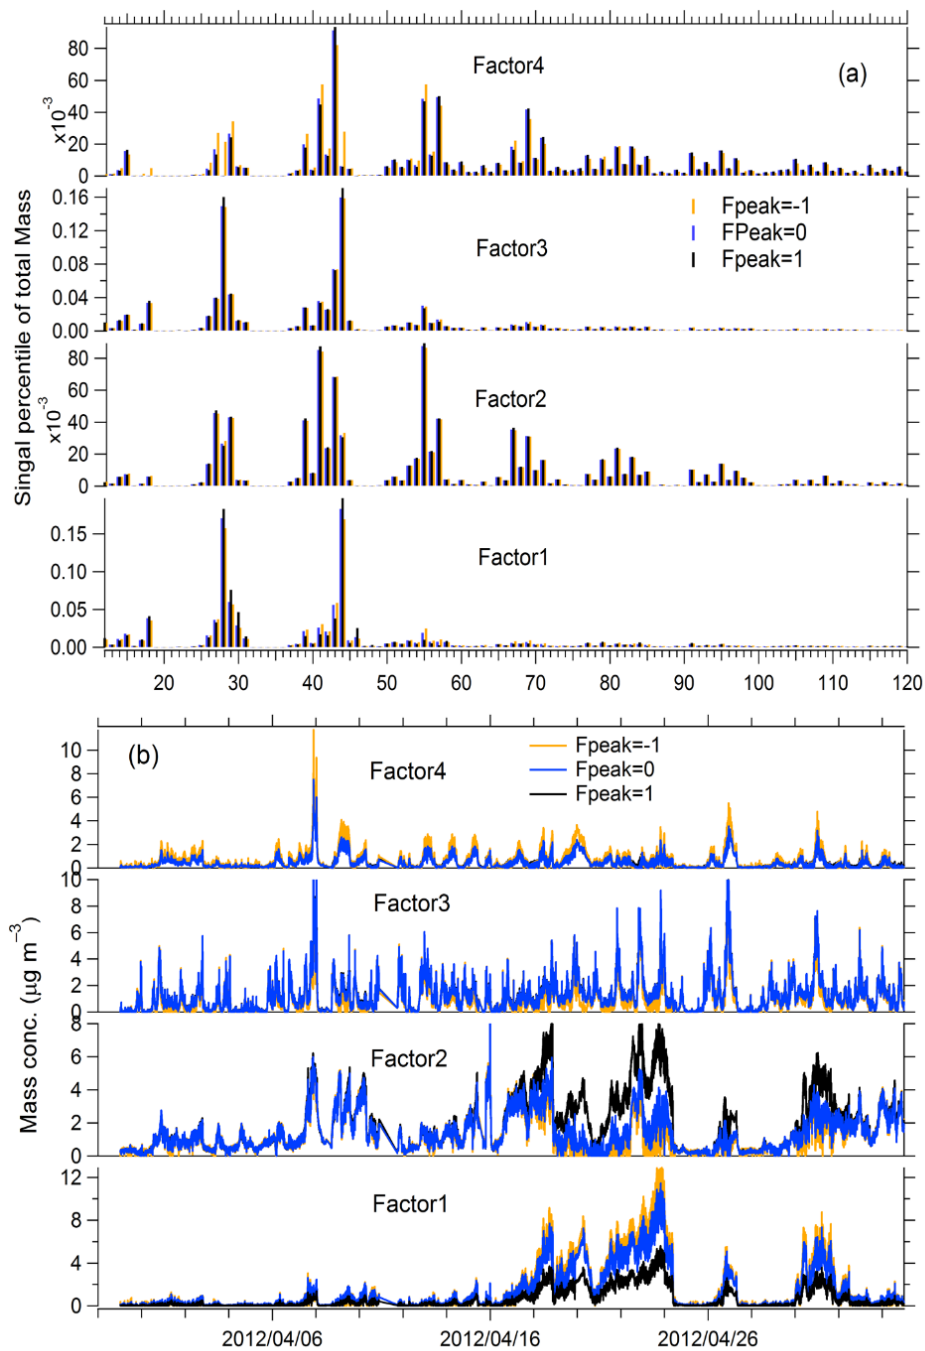 Singal percentile of total Mass
x10⁻³
80
60
40
20
0
Factor4
(a)
0.16
0.12
0.08
0.04
0.00
Factor3
Fpeak=-1
FPeak=0
Fpeak=1
x10⁻³
80
60
40
20
0
Factor2
0.15
0.10
0.05
0.00
Factor1
20 30 40 50 60 70 80 90 100 110 120
Mass conc. (µg m⁻³)
(b)
10
8
6
4
2
0
Factor4
Fpeak=-1
Fpeak=0
Fpeak=1
10
8
6
4
2
0
Factor3
8
6
4
2
0
Factor2
12
8
4
0
Factor1
2012/04/06 2012/04/16 2012/04/26